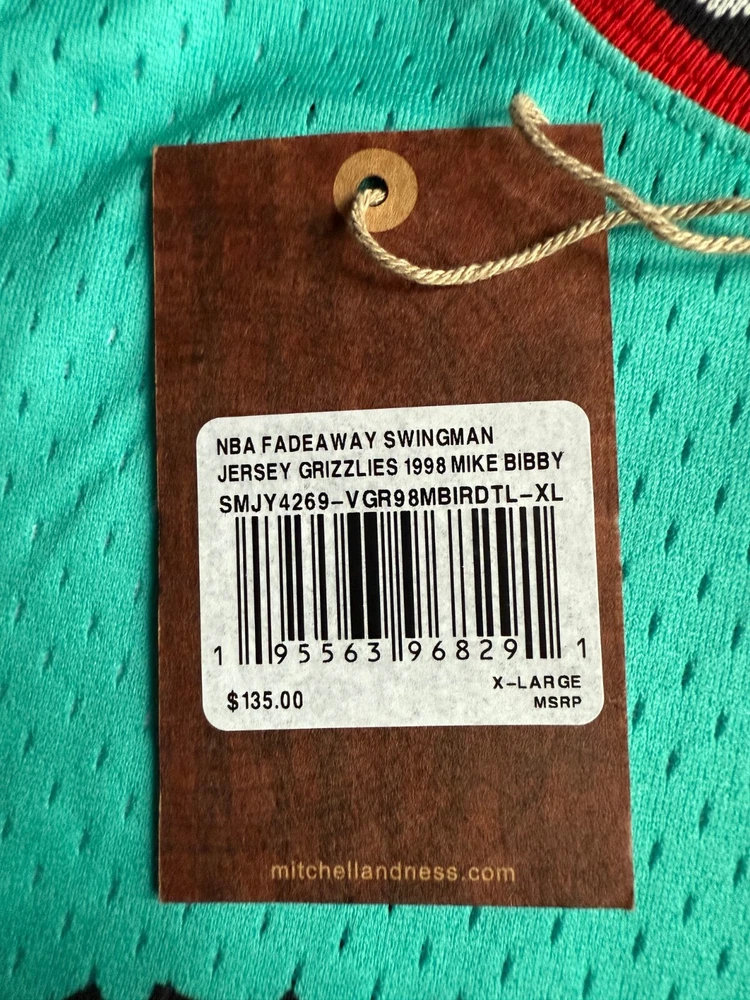 NBA FADEAWAY SWINGMAN
JERSEY GRIZZLIES 1998 MIKE BIBBY
SMJY4269-VGR98MBIRDTL-XL
1 95563 96829 1
$135.00
X-LARGE
MSRP
mitchellandness.com